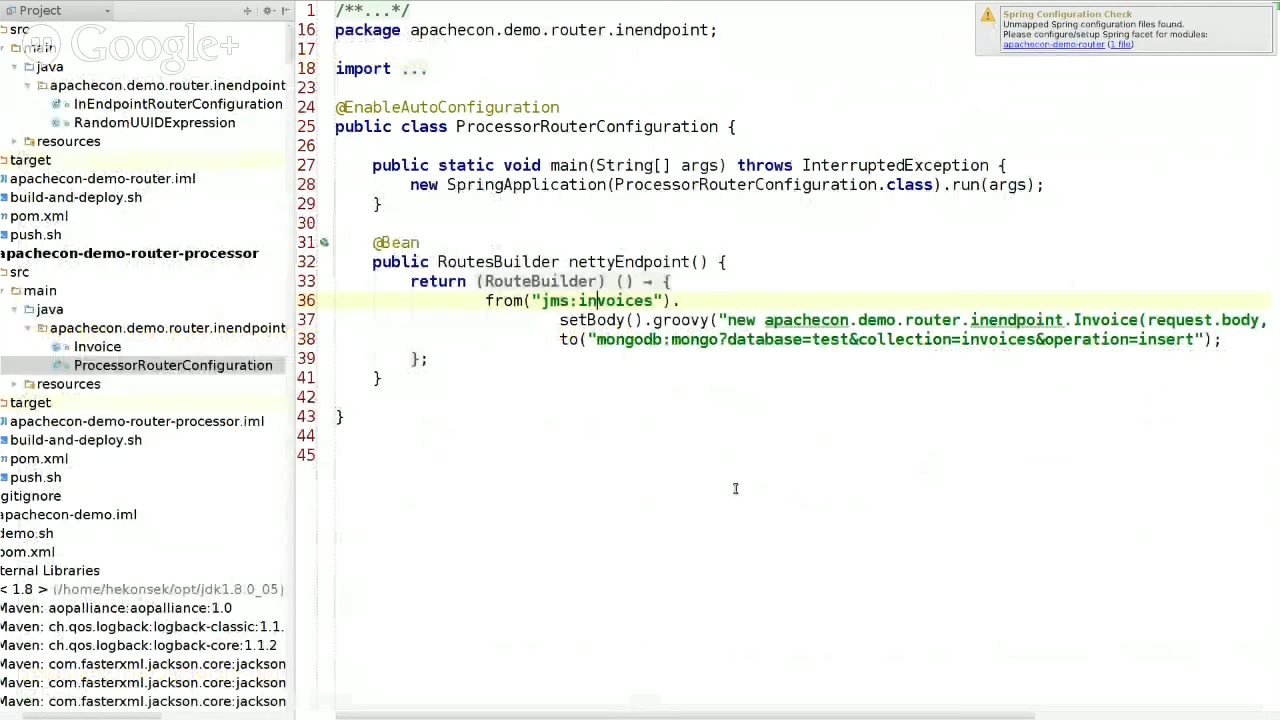 Project
src
main
java
apachecon.demo.router.inendpoint
InEndpointRouterConfiguration
RandomUUIDExpression
resources
target
apachecon-demo-router.iml
build-and-deploy.sh
pom.xml
push.sh
apachecon-demo-router-processor
src
main
java
apachecon.demo.router.inendpoint
Invoice
ProcessorRouterConfiguration
resources
target
apachecon-demo-router-processor.iml
build-and-deploy.sh
pom.xml
push.sh
gitignore
apachecon-demo.iml
demo.sh
pom.xml
ternal Libraries
< 1.8 > (/home/hekonsek/opt/jdk1.8.0_05)
Maven: aopalliance:aopalliance:1.0
Maven: ch.qos.logback:logback-classic:1.1.
Maven: ch.qos.logback:logback-core:1.1.2
Maven: com.fasterxml.jackson.core:jackson
Maven: com.fasterxml.jackson.core:jackson
Maven: com.fasterxml.jackson.core:jackson
Google+
1 /**...*/
16 package apachecon.demo.router.inendpoint;
17
18 import ...
23
24 @EnableAutoConfiguration
25 public class ProcessorRouterConfiguration {
26
27 public static void main(String[] args) throws InterruptedException {
28 new SpringApplication(ProcessorRouterConfiguration.class).run(args);
29 }
30
31 @Bean
32 public RoutesBuilder nettyEndpoint() {
33 return (RouteBuilder) () → {
36 from("jms:invoices").
37 setBody().groovy("new apachecon.demo.router.inendpoint.Invoice(request.body,
38 to("mongodb:mongo?database=test&collection=invoices&operation=insert");
39 };
41 }
42
43 }
44
45
Spring Configuration Check
Unmapped Spring configuration files found.
Please configure/setup Spring facet for modules:
apachecon-demo-router (1 file)